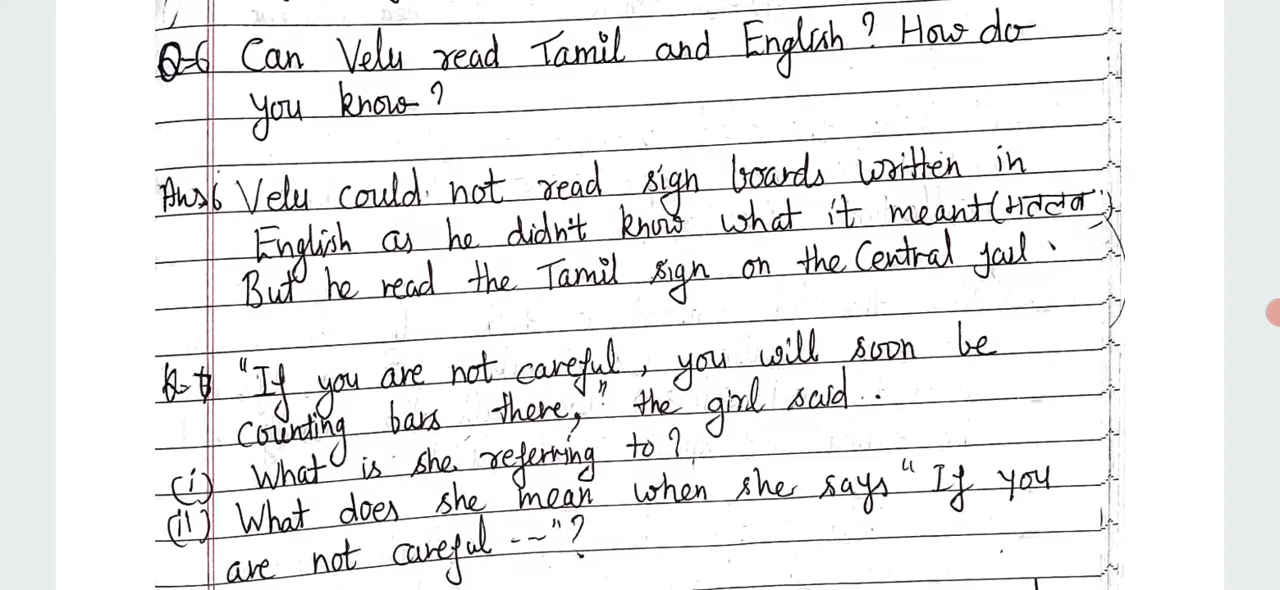 Q-6 Can Velu read Tamil and English? How do
you know?
Ans6 Velu could not read sign boards written in
English as he didn't know what it meant (मतलब)
But he read the Tamil sign on the Central jail.
Q-7 "If you are not careful, you will soon be
counting bars there," the girl said.
(i) What is she referring to?
(ii) What does she mean when she says "If you
are not careful --"?